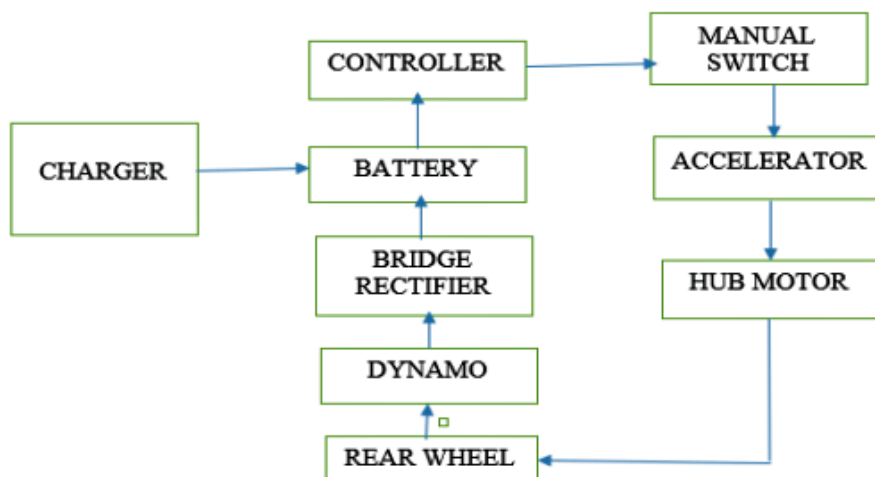 CONTROLLER
MANUAL
SWITCH
CHARGER
BATTERY
ACCELERATOR
BRIDGE
RECTIFIER
HUB MOTOR
DYNAMO
REAR WHEEL